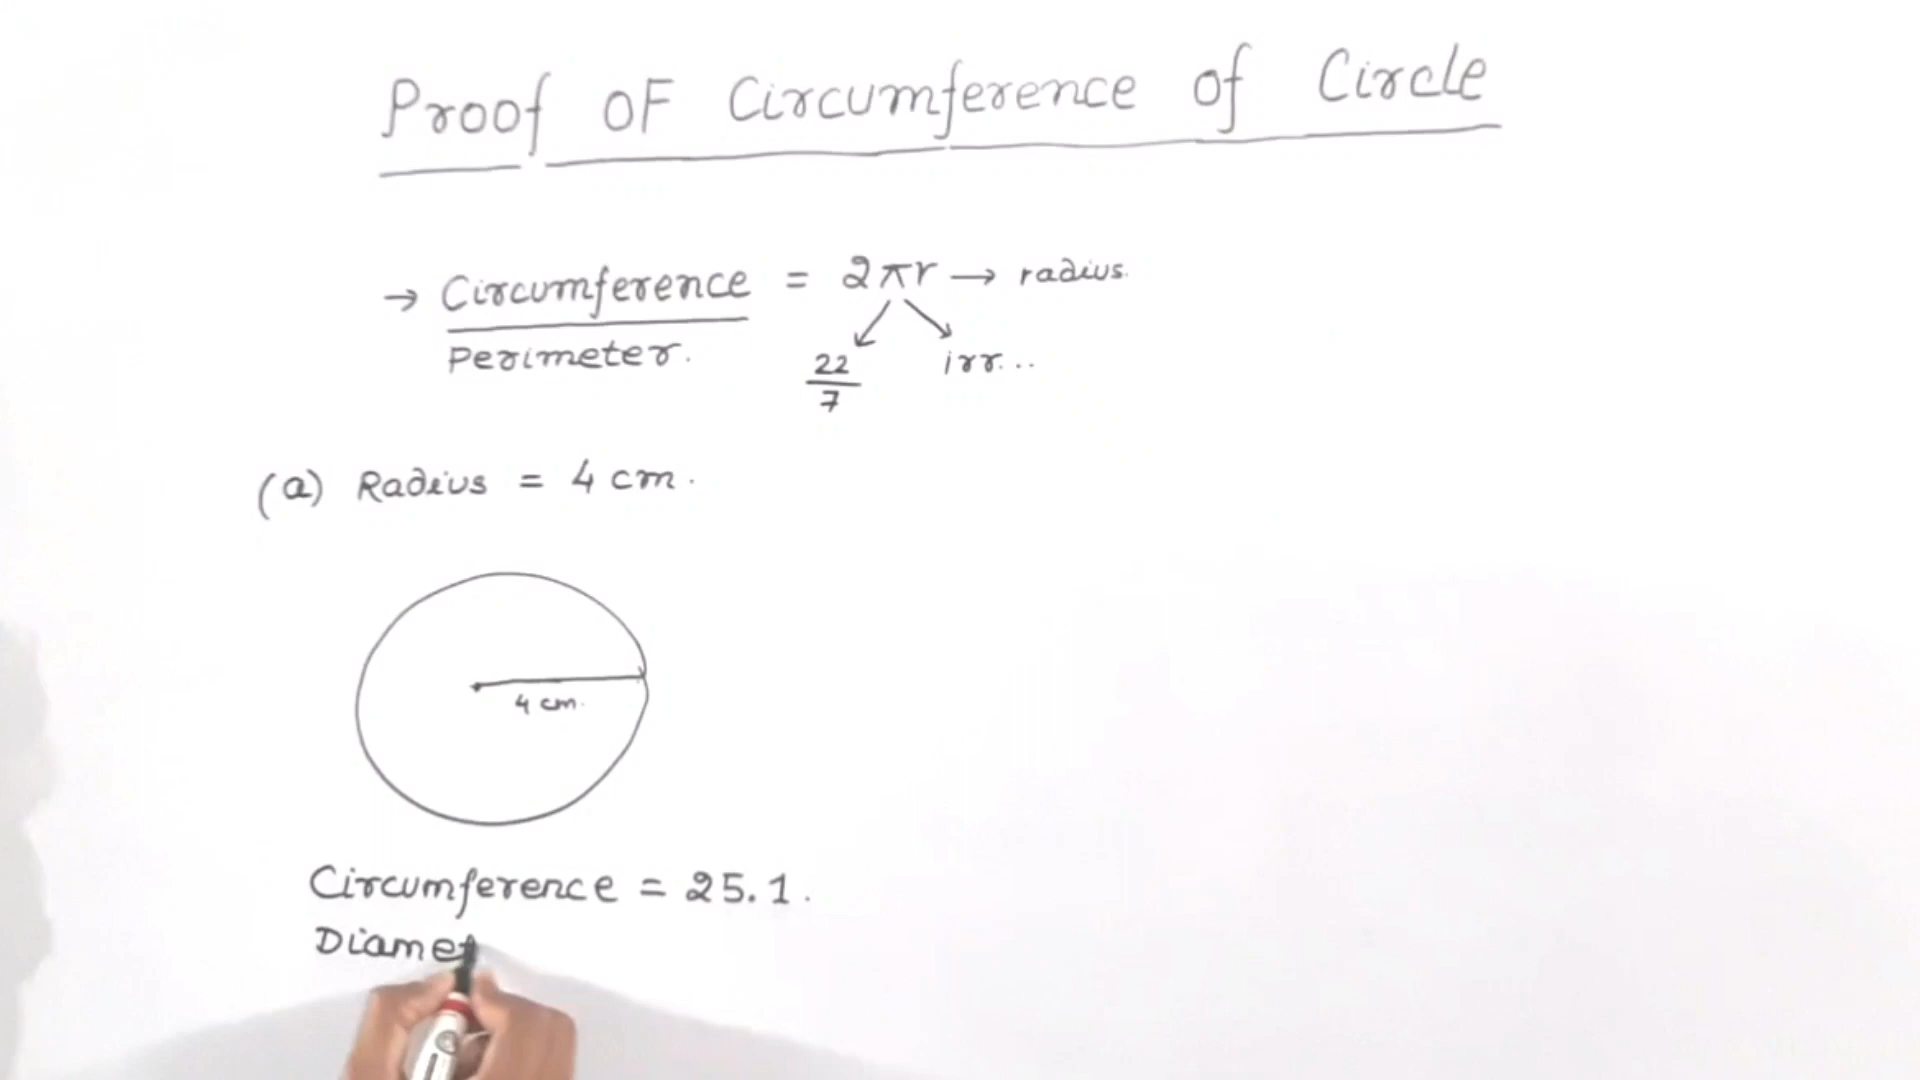 Proof OF Circumference of Circle
→ Circumference = 2πr → radius.
Perimeter.
22
7
irr...
(a) Radius = 4 cm.
4 cm.
Circumference = 25.1.
Diamet